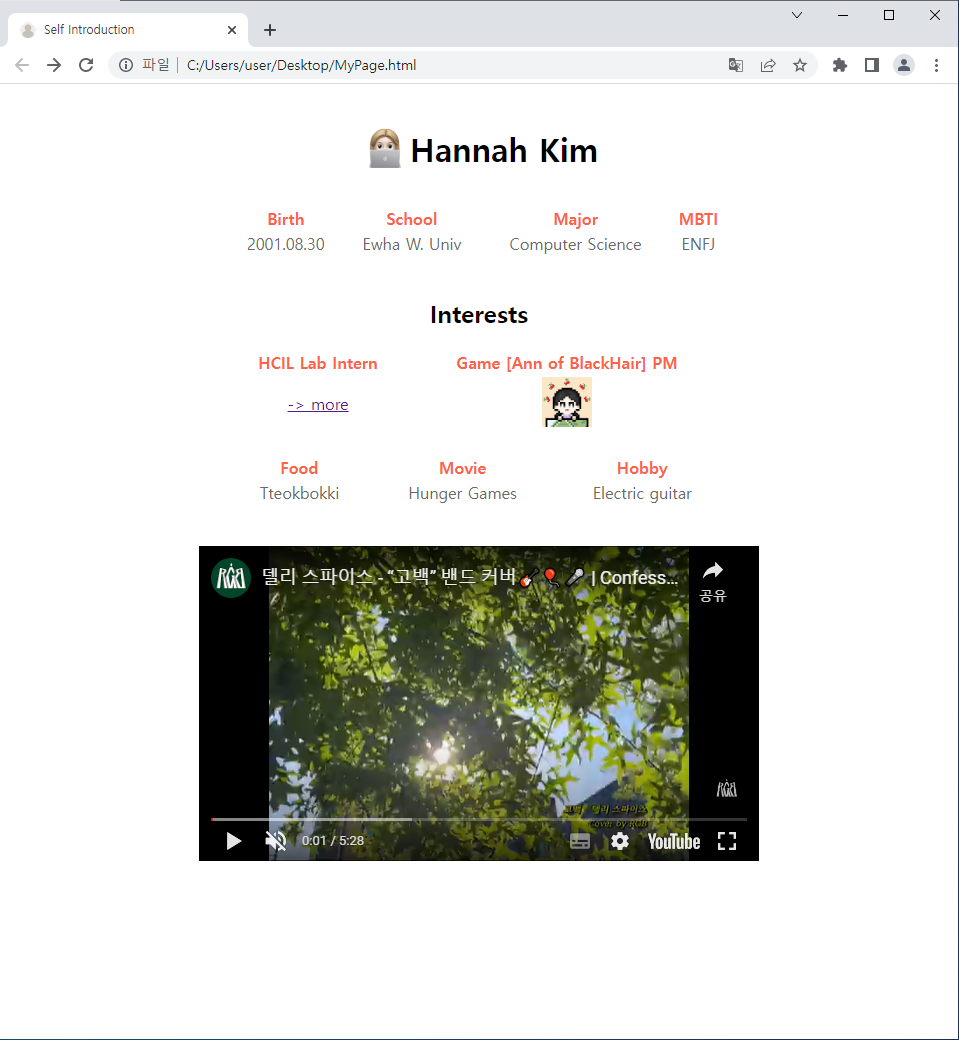 Self Introduction
파일 C:/Users/user/Desktop/MyPage.html
Hannah Kim
Birth School Major MBTI
2001.08.30 Ewha W. Univ Computer Science ENFJ
Interests
HCIL Lab Intern Game [Ann of BlackHair] PM
-> more
Food Movie Hobby
Tteokbokki Hunger Games Electric guitar
RGB 델리 스파이스 - “고백” 밴드 커버🎸🎈🎤 | Confess...
공유
RGB
고백 - 델리 스파이스
cover by RGB
0:01 / 5:28 YouTube